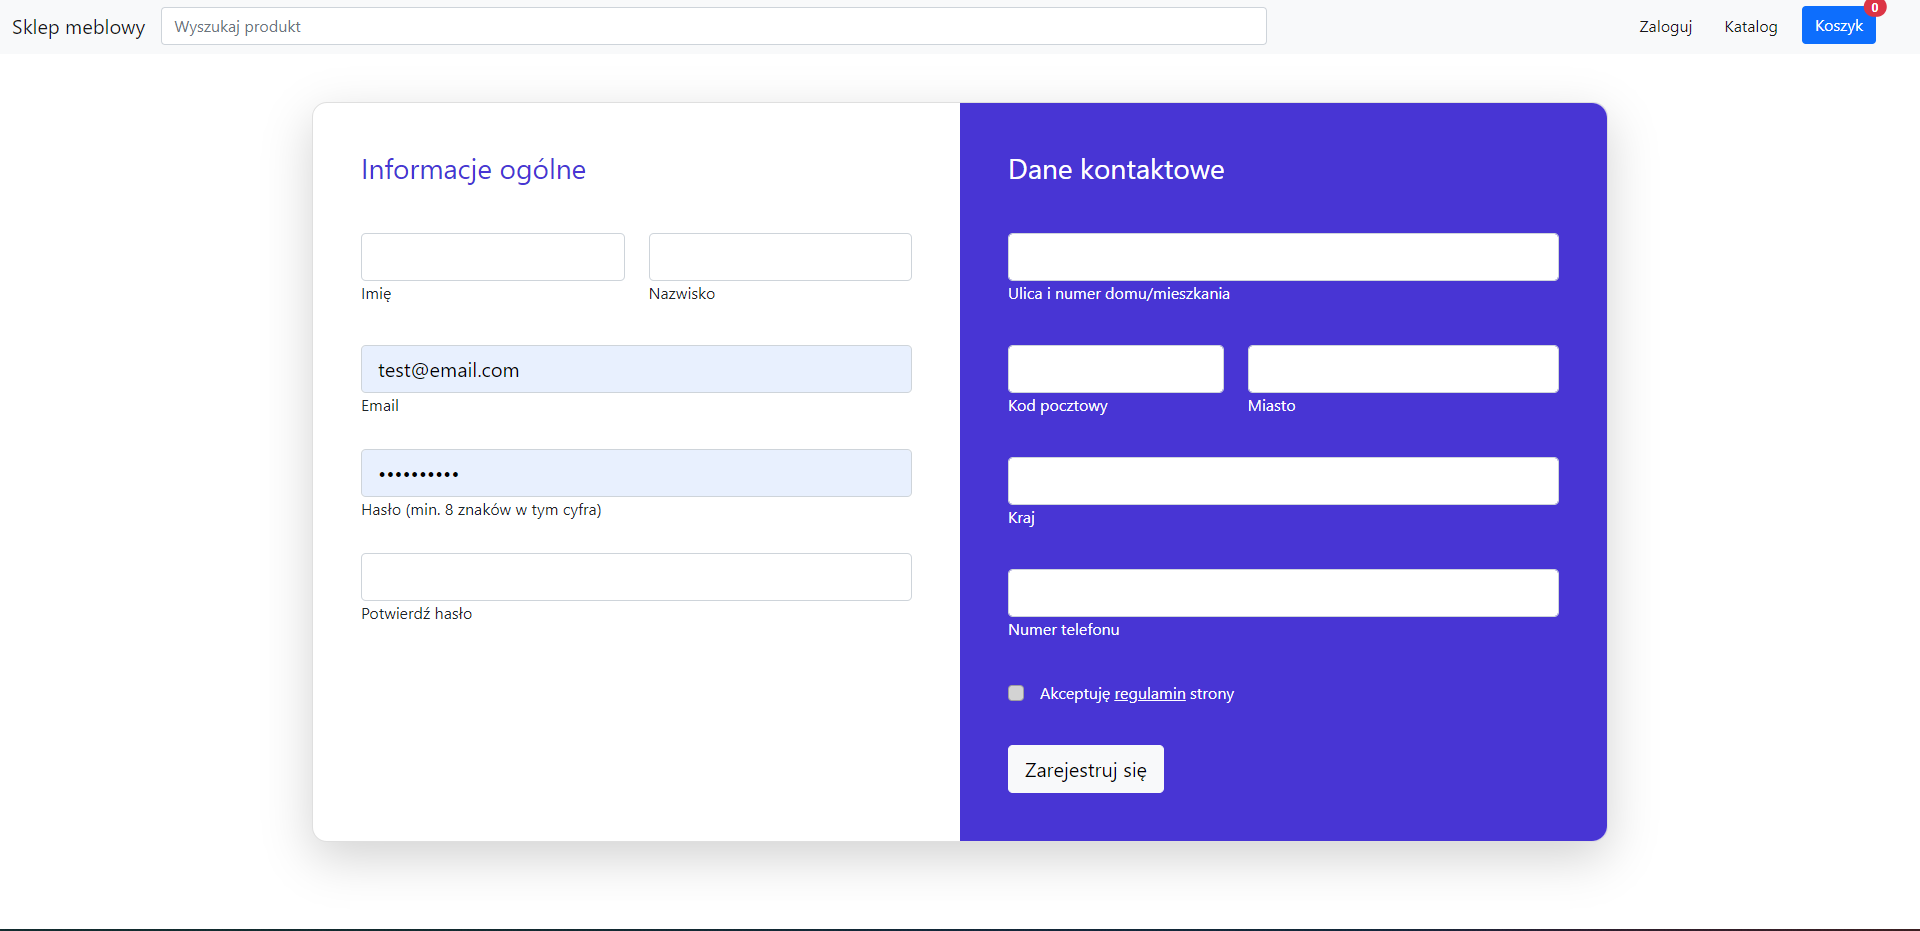 Sklep meblowy
Wyszukaj produkt
Zaloguj
Katalog
Koszyk
0
Informacje ogólne
Imię
Nazwisko
test@email.com
Email
••••••••••
Hasło (min. 8 znaków w tym cyfra)
Potwierdź hasło
Dane kontaktowe
Ulica i numer domu/mieszkania
Kod pocztowy
Miasto
Kraj
Numer telefonu
Akceptuję regulamin strony
Zarejestruj się